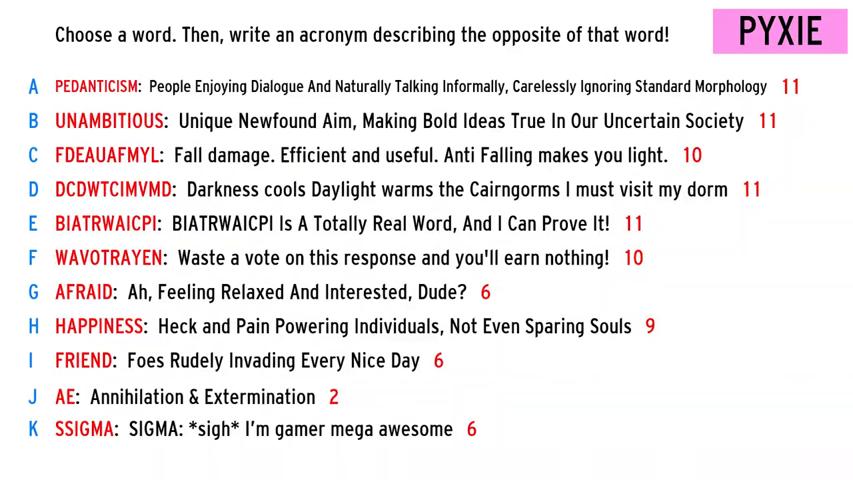 Choose a word. Then, write an acronym describing the opposite of that word!
PYXIE
A PEDANTICISM: People Enjoying Dialogue And Naturally Talking Informally, Carelessly Ignoring Standard Morphology 11
B UNAMBITIOUS: Unique Newfound Aim, Making Bold Ideas True In Our Uncertain Society 11
C FDEAUAFMYL: Fall damage. Efficient and useful. Anti Falling makes you light. 10
D DCDWTCIMVMD: Darkness cools Daylight warms the Cairngorms I must visit my dorm 11
E BIATRWAICPI: BIATRWAICPI Is A Totally Real Word, And I Can Prove It! 11
F WAVOTRAYEN: Waste a vote on this response and you'll earn nothing! 10
G AFRAID: Ah, Feeling Relaxed And Interested, Dude? 6
H HAPPINESS: Heck and Pain Powering Individuals, Not Even Sparing Souls 9
I FRIEND: Foes Rudely Invading Every Nice Day 6
J AE: Annihilation & Extermination 2
K SSIGMA: SIGMA: *sigh* I'm gamer mega awesome 6